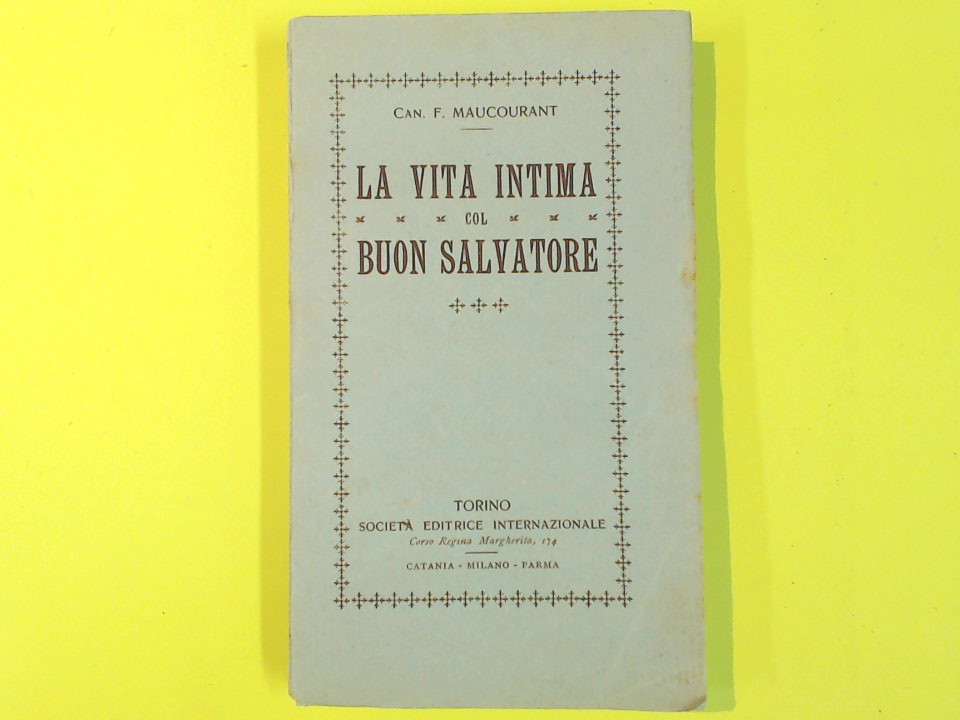 CAN. F. MAUCOURANT
LA VITA INTIMA
COL
BUON SALVATORE
TORINO
SOCIETÀ EDITRICE INTERNAZIONALE
Corso Regina Margherita, 174
CATANIA - MILANO - PARMA